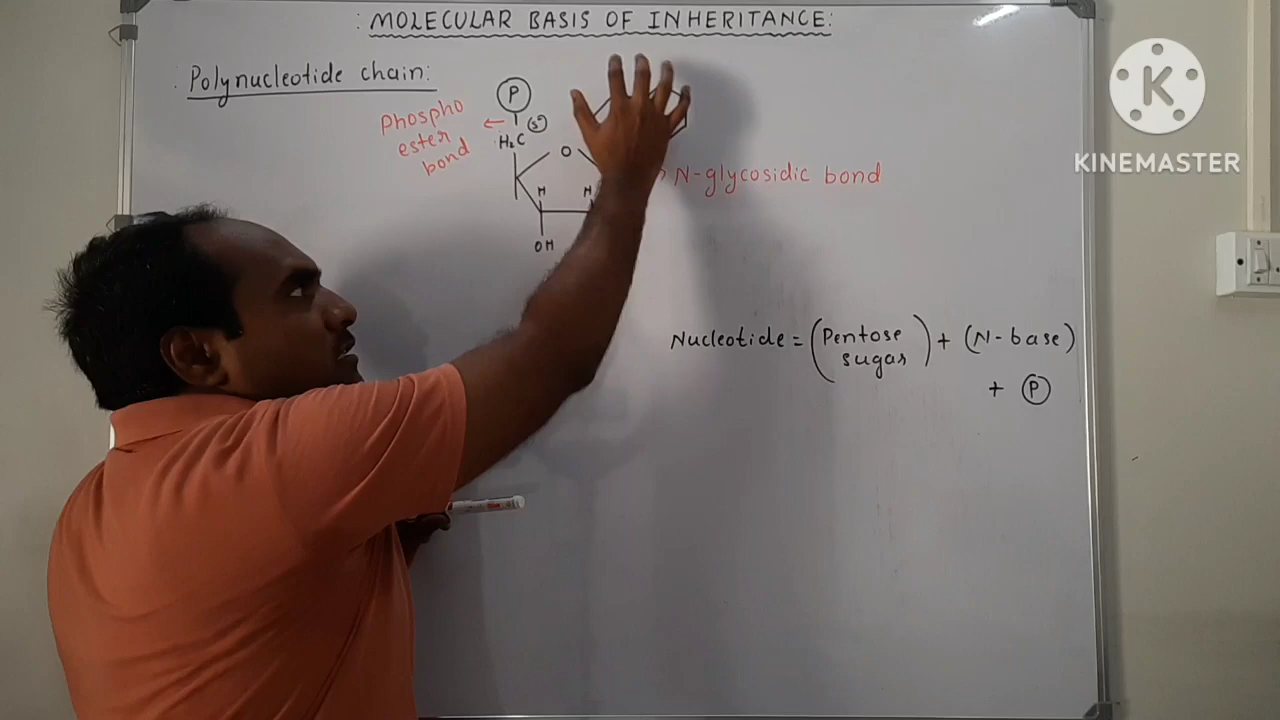 : MOLECULAR BASIS OF INHERITANCE:
: Polynucleotide chain:
P
Phospho
ester
bond
(5')
H₂C
O
H
H
OH
N-glycosidic bond
Nucleotide = (Pentose sugar) + (N-base)
+ P
K
KINEMASTER